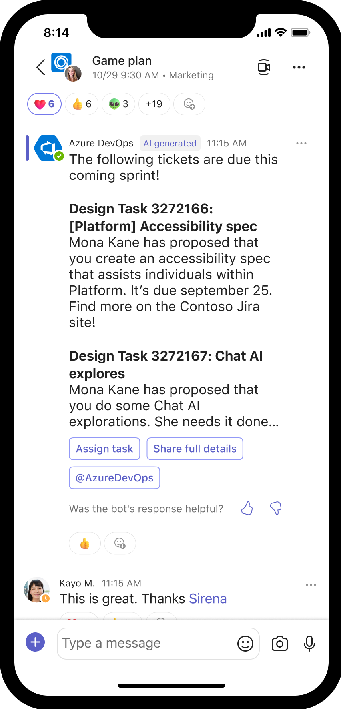 8:14
Game plan
10/29 9:30 AM • Marketing
6
6
3
+19
Azure DevOps AI generated 11:15 AM
The following tickets are due this
coming sprint!
Design Task 3272166:
[Platform] Accessibility spec
Mona Kane has proposed that
you create an accessibility spec
that assists individuals within
Platform. It's due september 25.
Find more on the Contoso Jira
site!
Design Task 3272167: Chat AI
explores
Mona Kane has proposed that
you do some Chat AI
explorations. She needs it done...
Assign task Share full details
@AzureDevOps
Was the bot's response helpful?
Kayo M. 11:15 AM
This is great. Thanks Sirena
Type a message